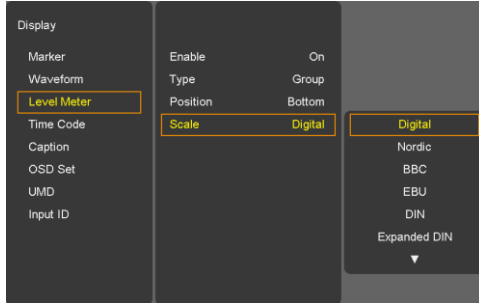 Display
Marker
Waveform
Level Meter
Time Code
Caption
OSD Set
UMD
Input ID
Enable On
Type Group
Position Bottom
Scale Digital
Digital
Nordic
BBC
EBU
DIN
Expanded DIN
▼